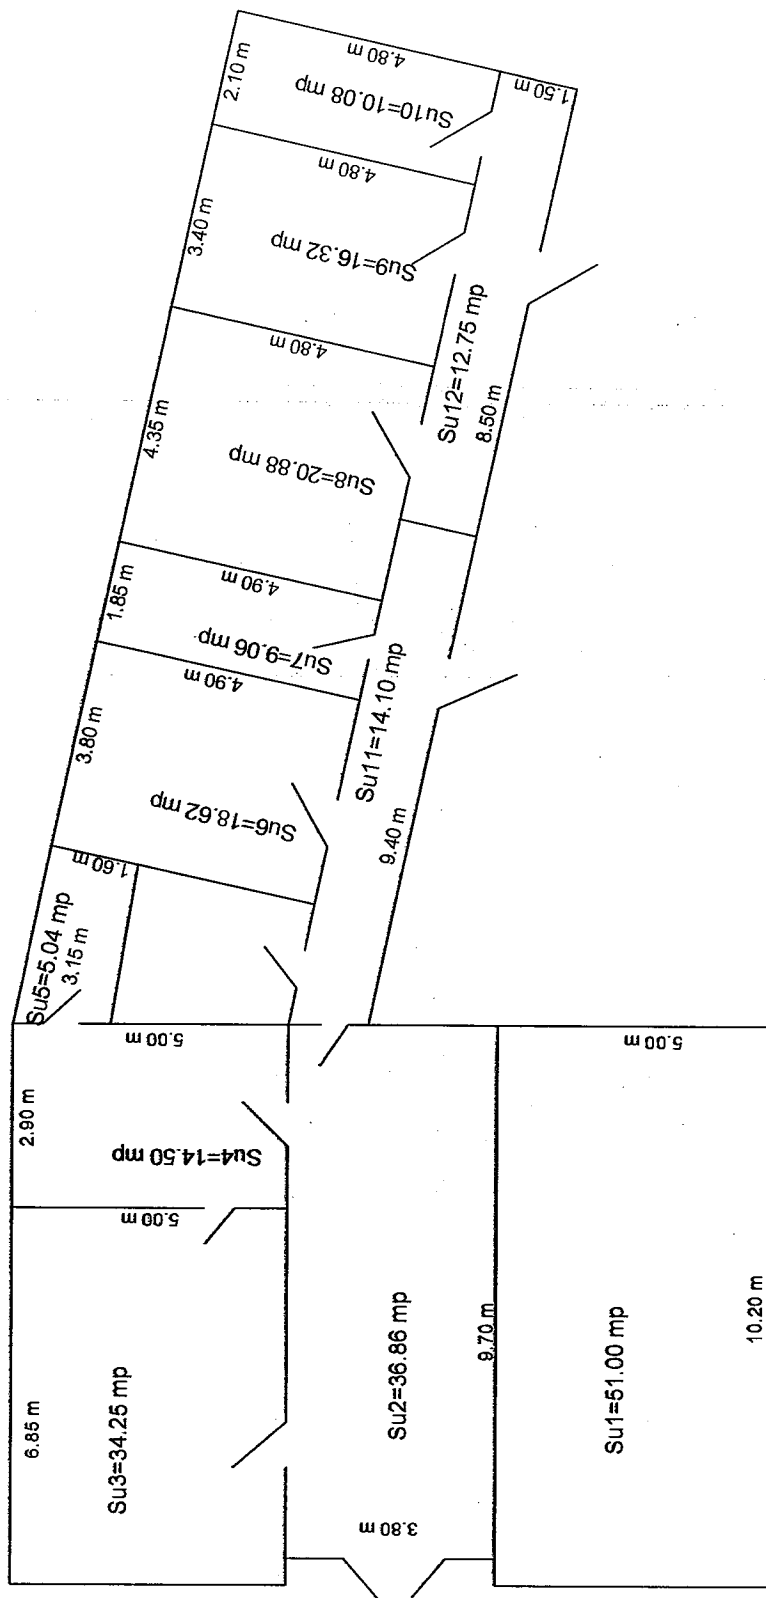 4.80 m
2.10 m
Su10=10.08 mp
1.50 m
4.80 m
3.40 m
Su9=16.32 mp
4.80 m
Su12=12.75 mp
8.50 m
4.35 m
Su8=20.88 mp
4.90 m
1.85 m
Su7=9.06 mp
4.90 m
Su11=14.10 mp
3.80 m
Su6=18.62 mp
9.40 m
1.60 m
Su5=5.04 mp
3.15 m
5.00 m
5.00 m
2.90 m
Su4=14.50 mp
5.00 m
6.85 m
Su3=34.25 mp
Su2=36.86 mp
9.70 m
Su1=51.00 mp
10.20 m
3.80 m